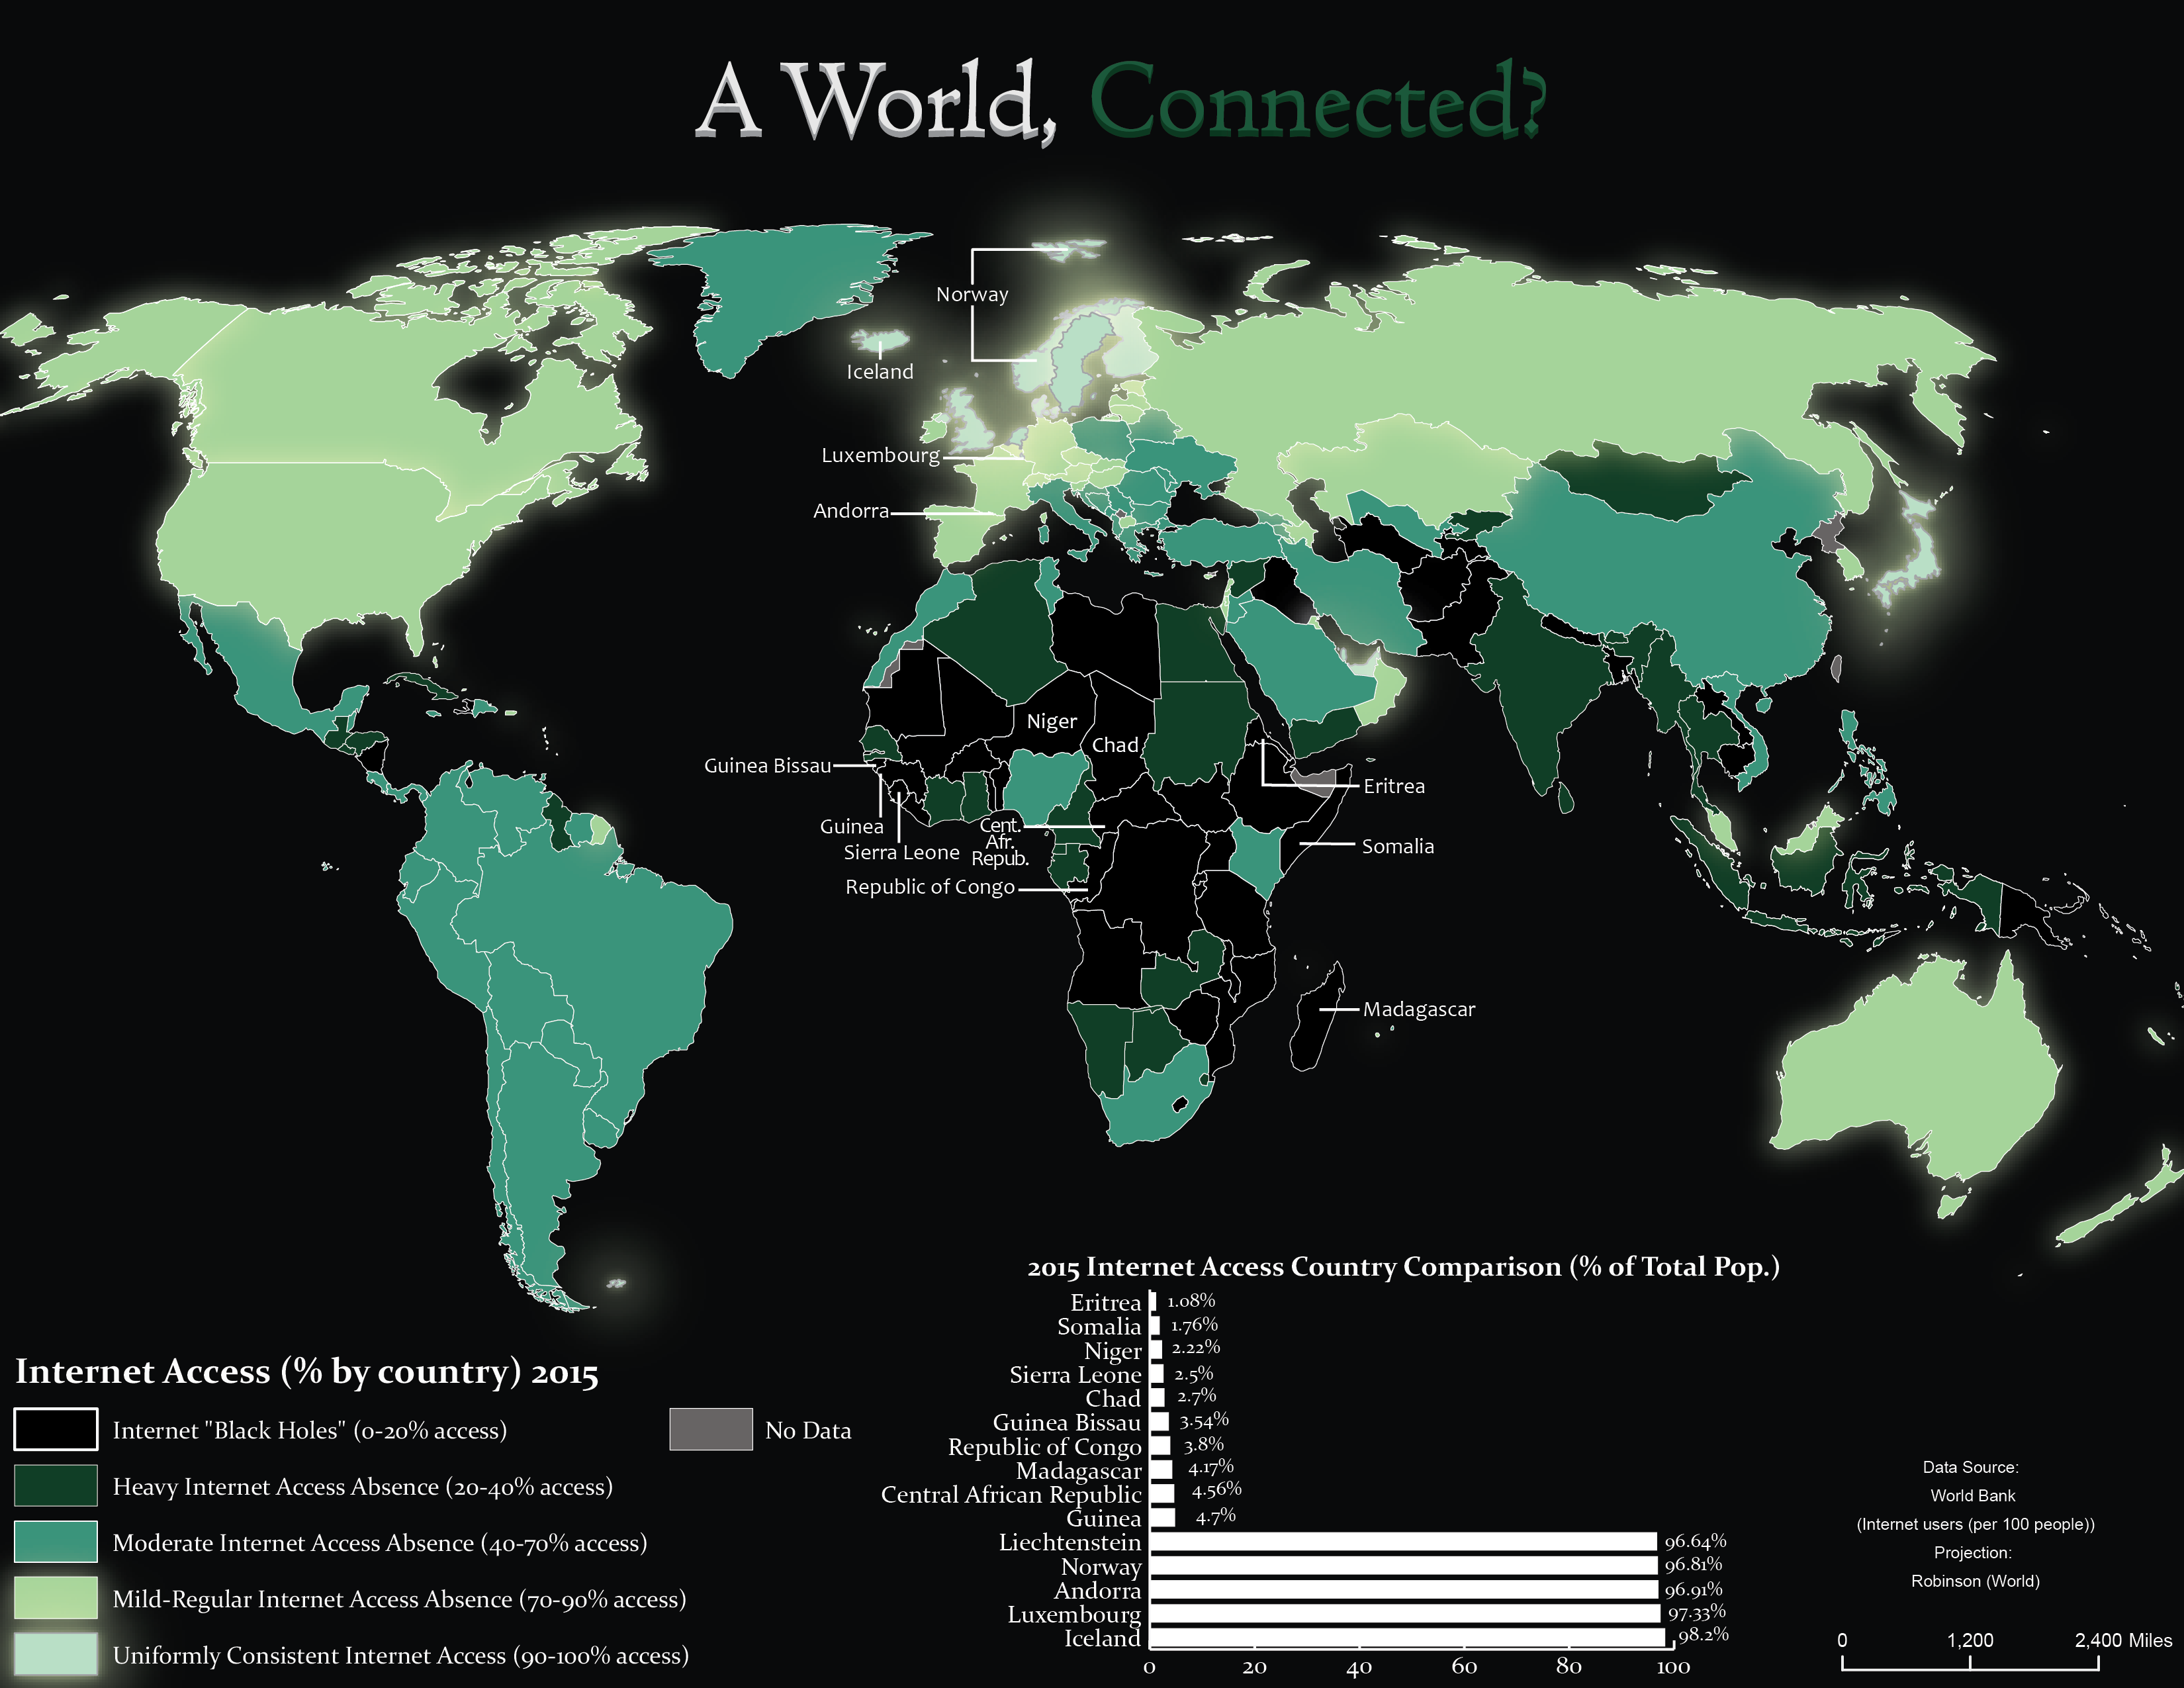 A World, Connected?
Norway
Iceland
Luxembourg
Andorra
Niger
Chad
Guinea Bissau
Eritrea
Guinea
Cent.
Afr.
Repub.
Sierra Leone
Somalia
Republic of Congo
Madagascar
2015 Internet Access Country Comparison (% of Total Pop.)
Eritrea 1.08%
Somalia 1.76%
Niger 2.22%
Sierra Leone 2.5%
Chad 2.7%
Guinea Bissau 3.54%
Republic of Congo 3.8%
Madagascar 4.17%
Central African Republic 4.56%
Guinea 4.7%
Liechtenstein 96.64%
Norway 96.81%
Andorra 96.91%
Luxembourg 97.33%
Iceland 98.2%
0 20 40 60 80 100
Internet Access (% by country) 2015
Internet "Black Holes" (0-20% access)
No Data
Heavy Internet Access Absence (20-40% access)
Moderate Internet Access Absence (40-70% access)
Mild-Regular Internet Access Absence (70-90% access)
Uniformly Consistent Internet Access (90-100% access)
Data Source:
World Bank
(Internet users (per 100 people))
Projection:
Robinson (World)
0 1,200 2,400 Miles